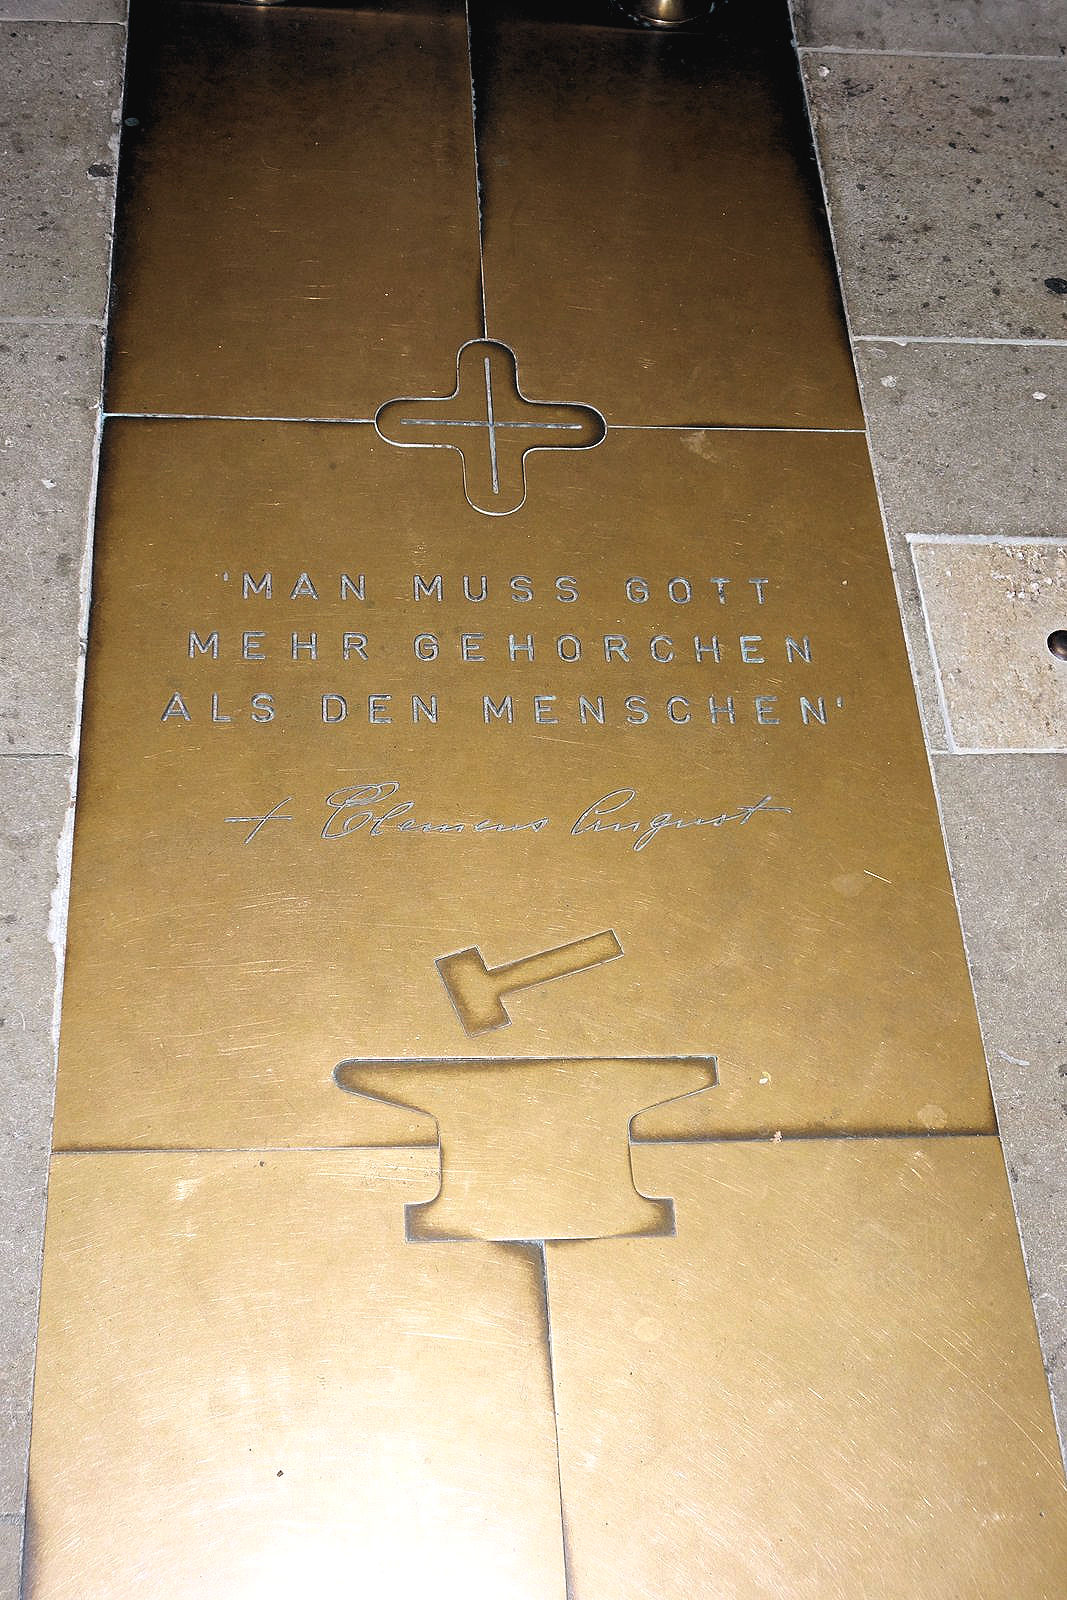 'MAN MUSS GOTT
MEHR GEHORCHEN
ALS DEN MENSCHEN'
+ Clemens August